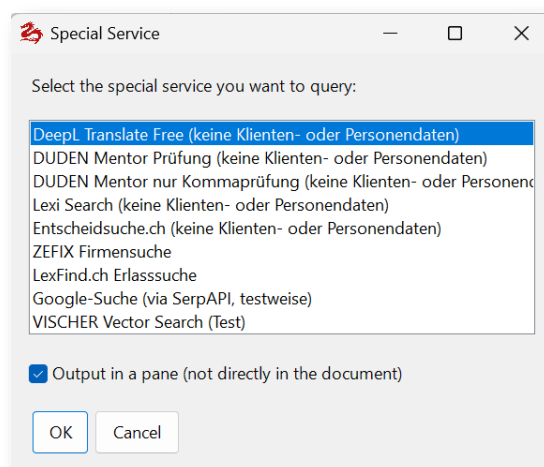 Special Service
Select the special service you want to query:
DeepL Translate Free (keine Klienten- oder Personendaten)
DUDEN Mentor Prüfung (keine Klienten- oder Personendaten)
DUDEN Mentor nur Kommaprüfung (keine Klienten- oder Personend
Lexi Search (keine Klienten- oder Personendaten)
Entscheidsuche.ch (keine Klienten- oder Personendaten)
ZEFIX Firmensuche
LexFind.ch Erlasssuche
Google-Suche (via SerpAPI, testweise)
VISCHER Vector Search (Test)
Output in a pane (not directly in the document)
OK Cancel